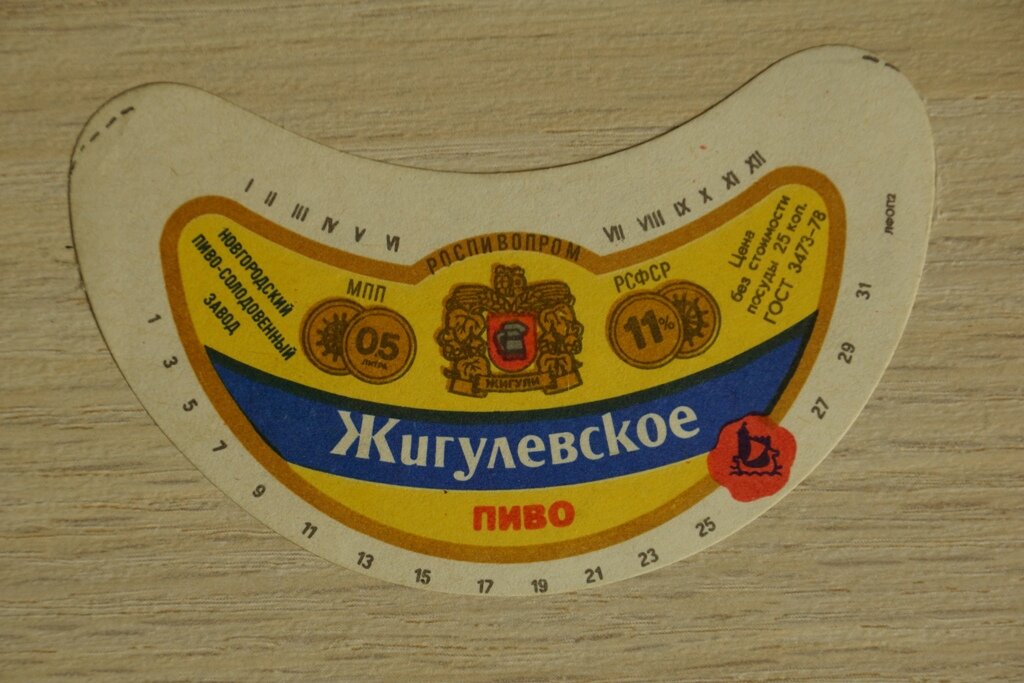 I II III IV V VI VII VIII IX X XI XII
РОСПИВОПРОМ
НОВГОРОДСКИЙ
ПИВО-СОЛОДОВЕННЫЙ
ЗАВОД
МПП
05
ЛИТРА
ЖИГУЛИ
РСФСР
11%
Цена
без стоимости
посуды 25 коп.
ГОСТ 3473-78
ЛФОП2
Жигулевское
ПИВО
1 3 5 7 9 11 13 15 17 19 21 23 25 27 29 31